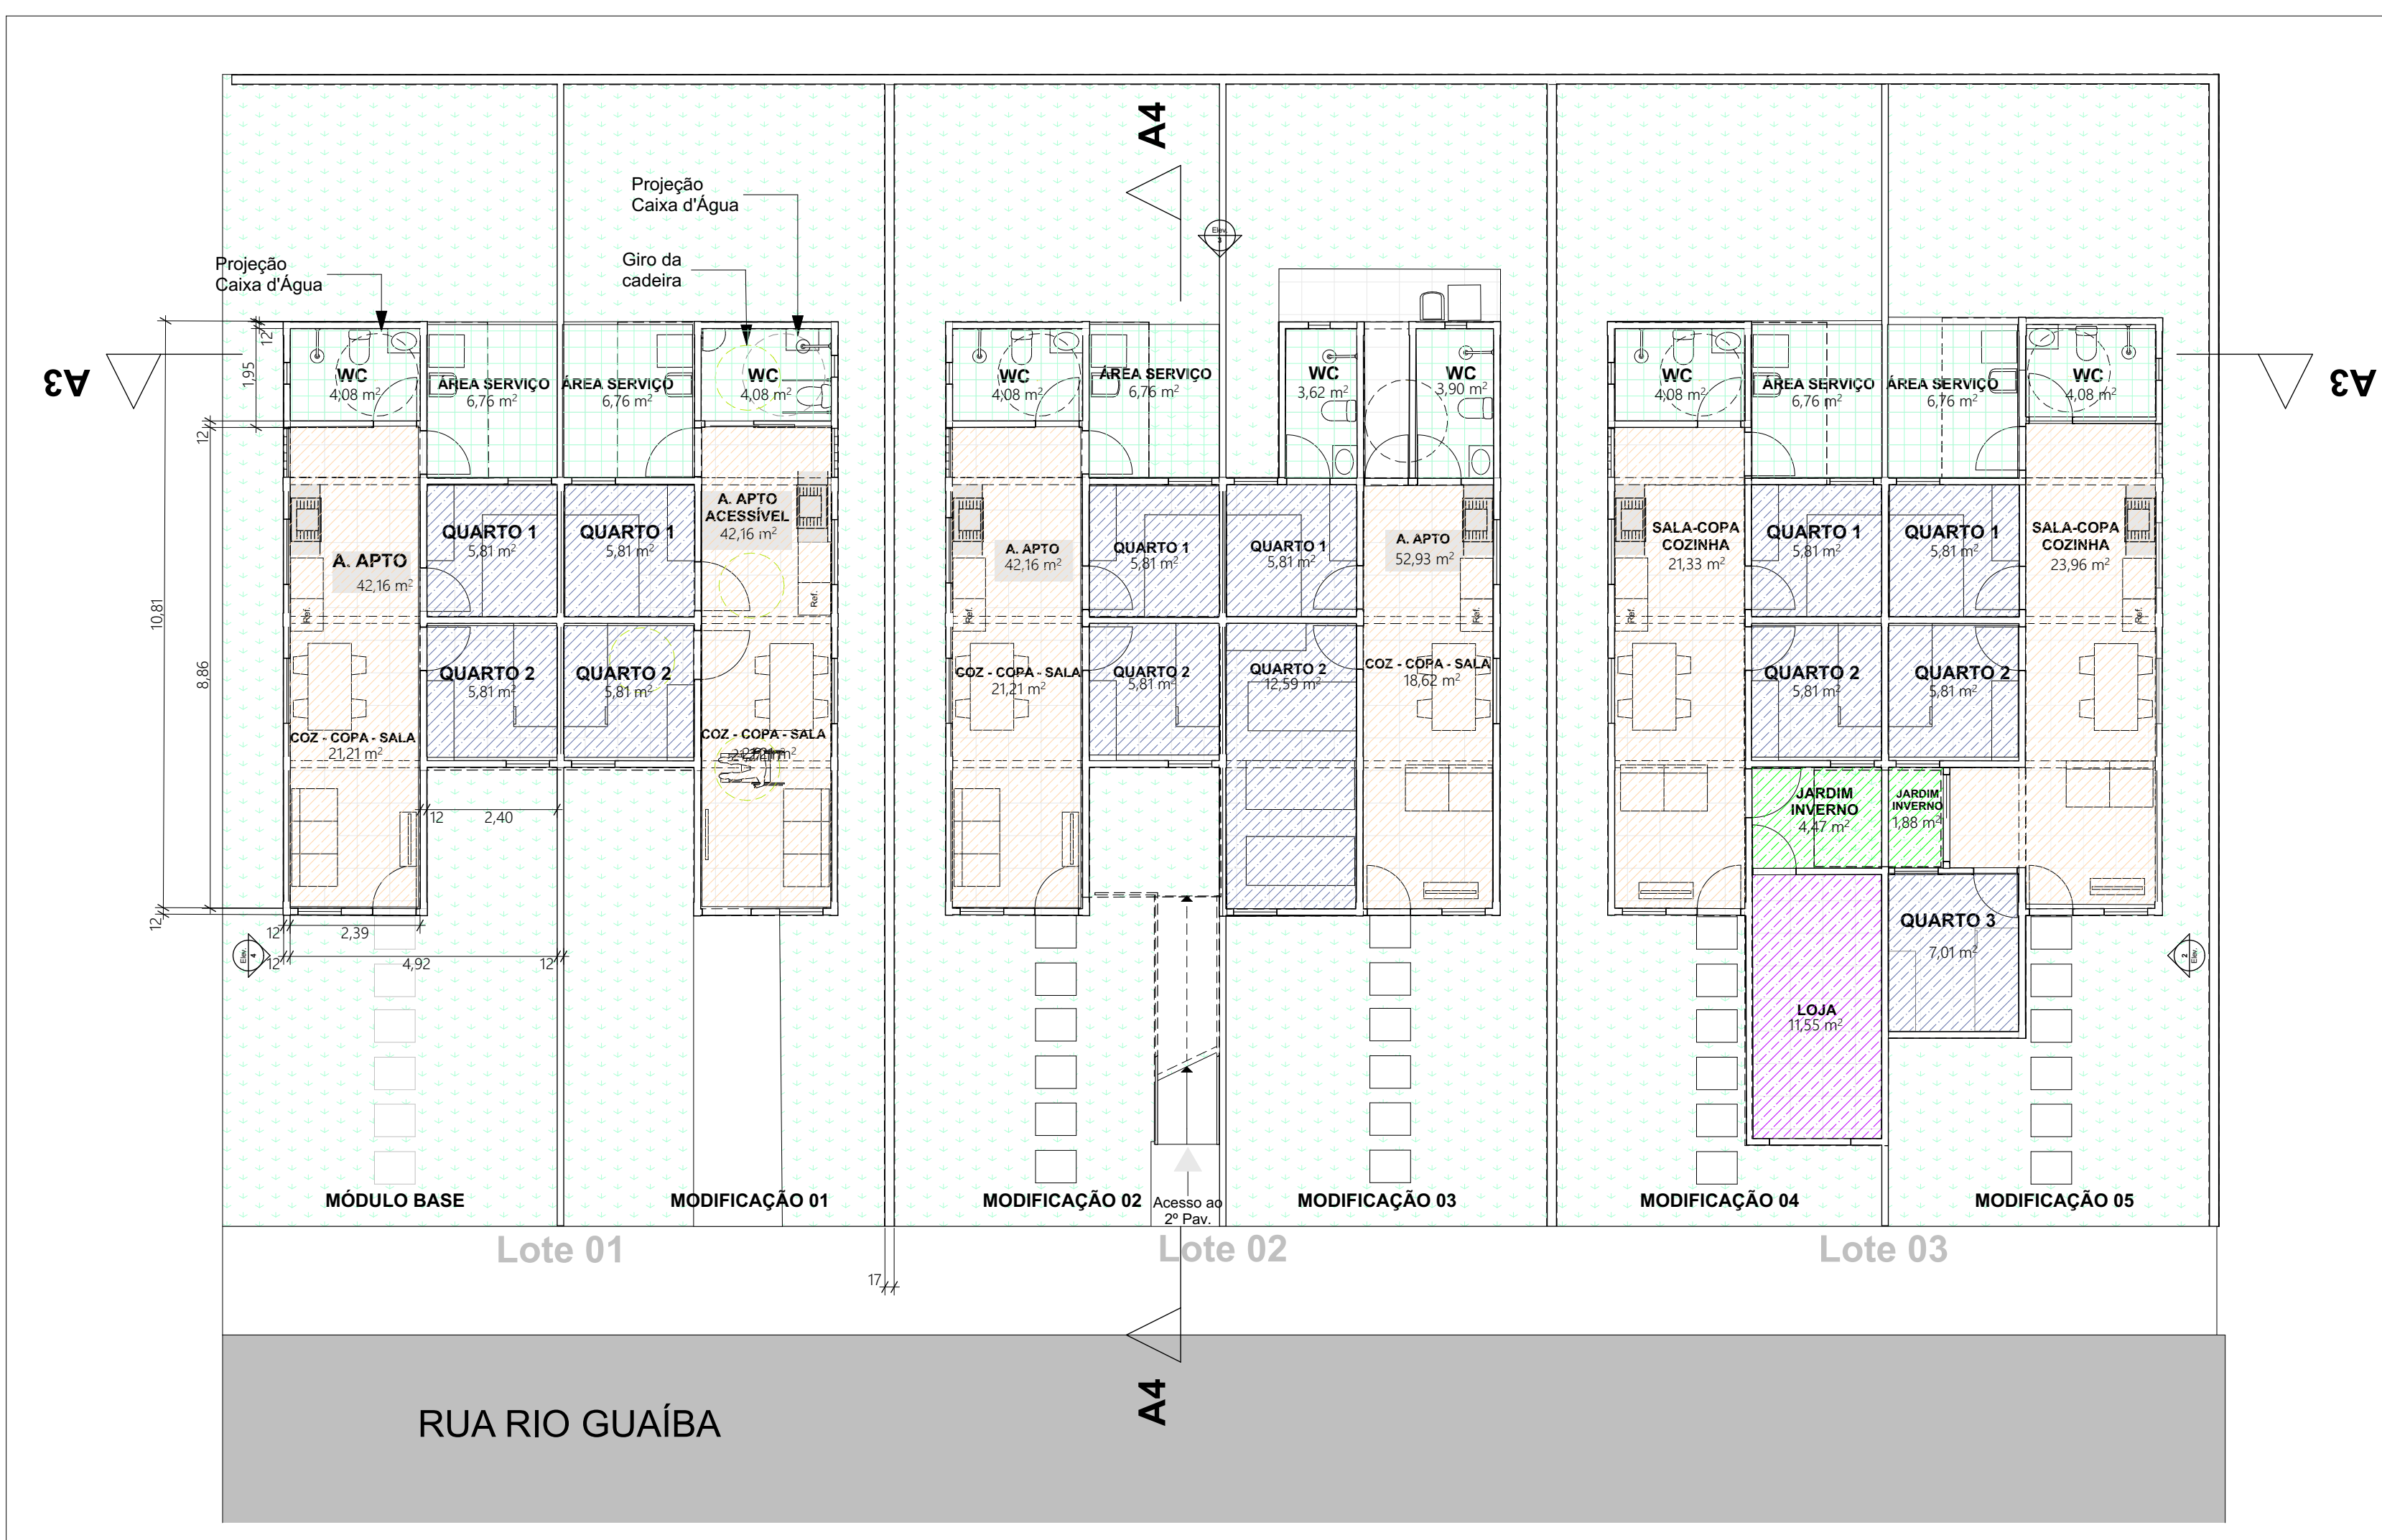 A4
Projeção
Caixa d'Água
Giro da
cadeira
Projeção
Caixa d'Água
Elev.
3
A3
A3
12
1,95
12
10,81
8,86
12
WC
4,08 m²
ÁREA SERVIÇO
6,76 m²
ÁREA SERVIÇO
6,76 m²
WC
4,08 m²
WC
4,08 m²
ÁREA SERVIÇO
6,76 m²
WC
3,62 m²
WC
3,90 m²
WC
4,08 m²
ÁREA SERVIÇO
6,76 m²
ÁREA SERVIÇO
6,76 m²
WC
4,08 m²
A. APTO
42,16 m²
QUARTO 1
5,81 m²
QUARTO 1
5,81 m²
A. APTO
ACESSÍVEL
42,16 m²
A. APTO
42,16 m²
QUARTO 1
5,81 m²
QUARTO 1
5,81 m²
A. APTO
52,93 m²
SALA-COPA
COZINHA
21,33 m²
QUARTO 1
5,81 m²
QUARTO 1
5,81 m²
SALA-COPA
COZINHA
23,96 m²
Ref.
Ref.
Ref.
Ref.
Ref.
Ref.
QUARTO 2
5,81 m²
QUARTO 2
5,81 m²
COZ - COPA - SALA
21,21 m²
QUARTO 2
5,81 m²
QUARTO 2
12,59 m²
COZ - COPA - SALA
18,62 m²
QUARTO 2
5,81 m²
QUARTO 2
5,81 m²
COZ - COPA - SALA
21,21 m²
COZ - COPA - SALA
JARDIM
INVERNO
4,47 m²
JARDIM
INVERNO
1,88 m²
12
2,40
12
2,39
12
4,92
12
Elev.
4
QUARTO 3
7,01 m²
2
Elev.
LOJA
11,55 m²
MÓDULO BASE
MODIFICAÇÃO 01
MODIFICAÇÃO 02
Acesso ao
2º Pav.
MODIFICAÇÃO 03
MODIFICAÇÃO 04
MODIFICAÇÃO 05
Lote 01
Lote 02
Lote 03
17
A4
RUA RIO GUAÍBA